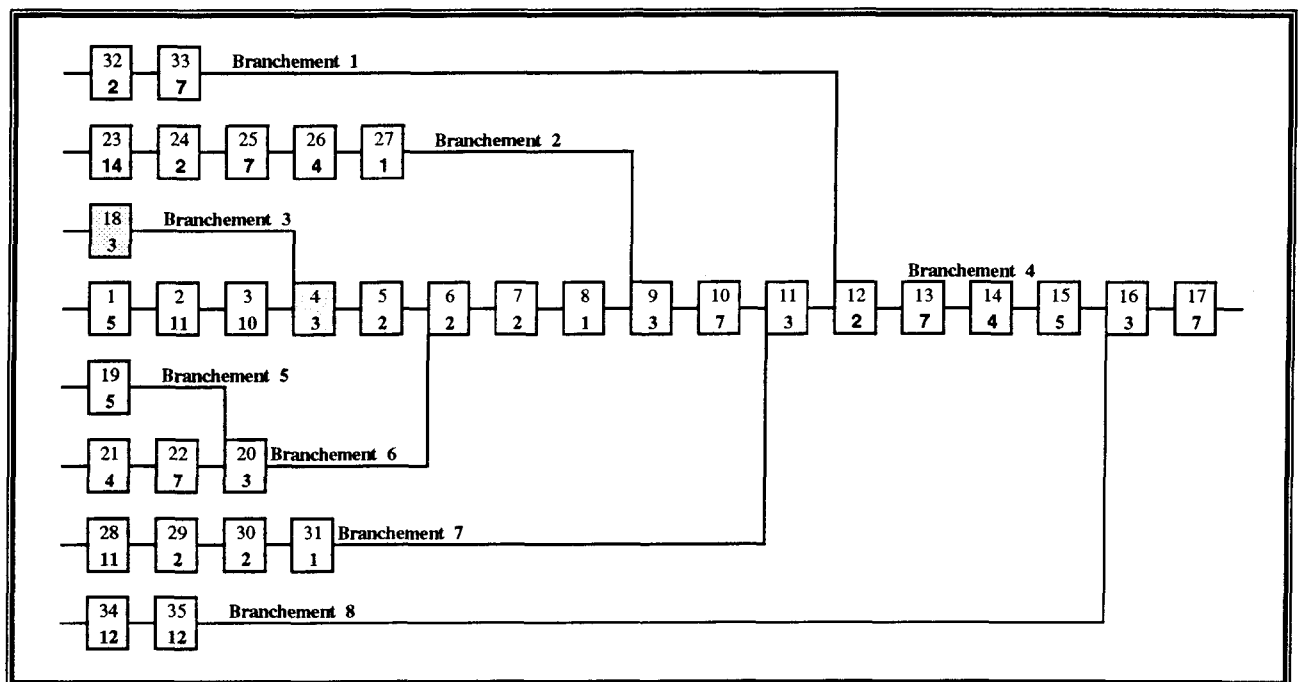 32 33 Branchement 1
2 7
23 24 25 26 27 Branchement 2
14 2 7 4 1
18 Branchement 3
3
Branchement 4
1 2 3 4 5 6 7 8 9 10 11 12 13 14 15 16 17
5 11 10 3 2 2 2 1 3 7 3 2 7 4 5 3 7
19 Branchement 5
5
21 22 20 Branchement 6
4 7 3
28 29 30 31 Branchement 7
11 2 2 1
34 35 Branchement 8
12 12